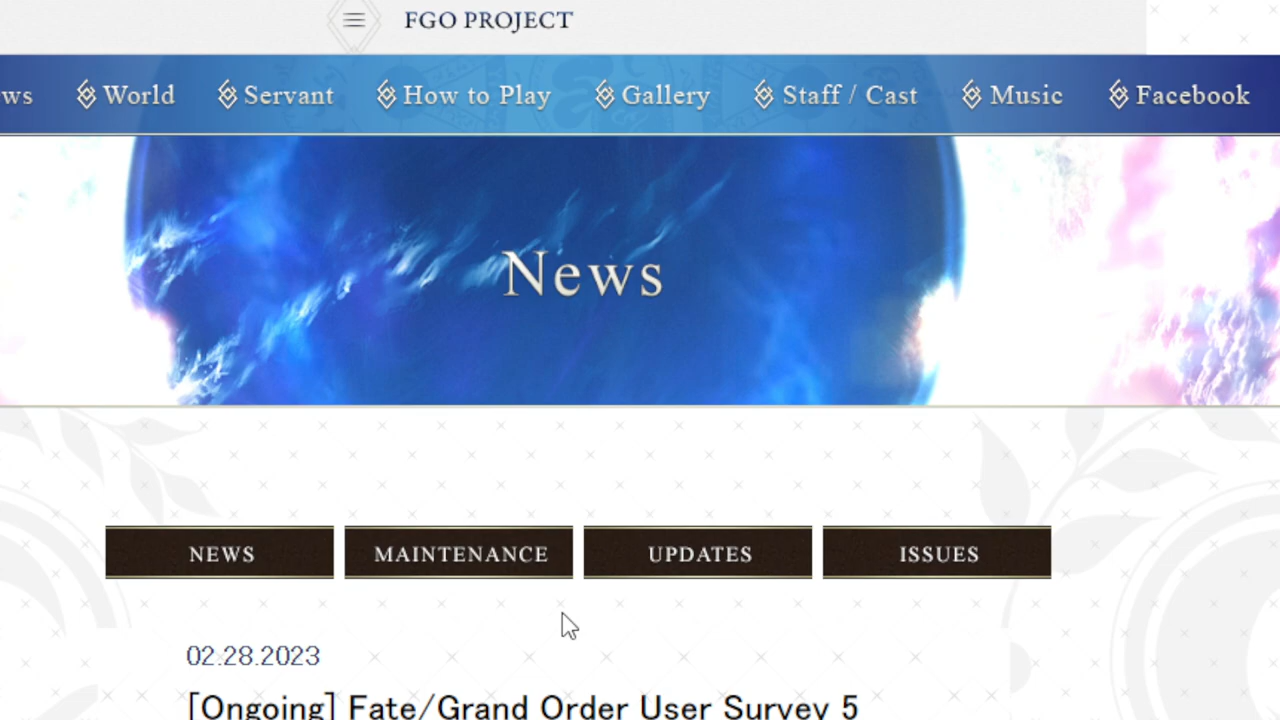 FGO PROJECT
ws World Servant How to Play Gallery Staff / Cast Music Facebook
News
NEWS MAINTENANCE UPDATES ISSUES
02.28.2023
[Ongoing] Fate/Grand Order User Survey 5